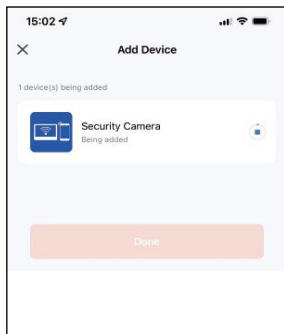 15:02
Add Device
1 device(s) being added
Security Camera
Being added
Done